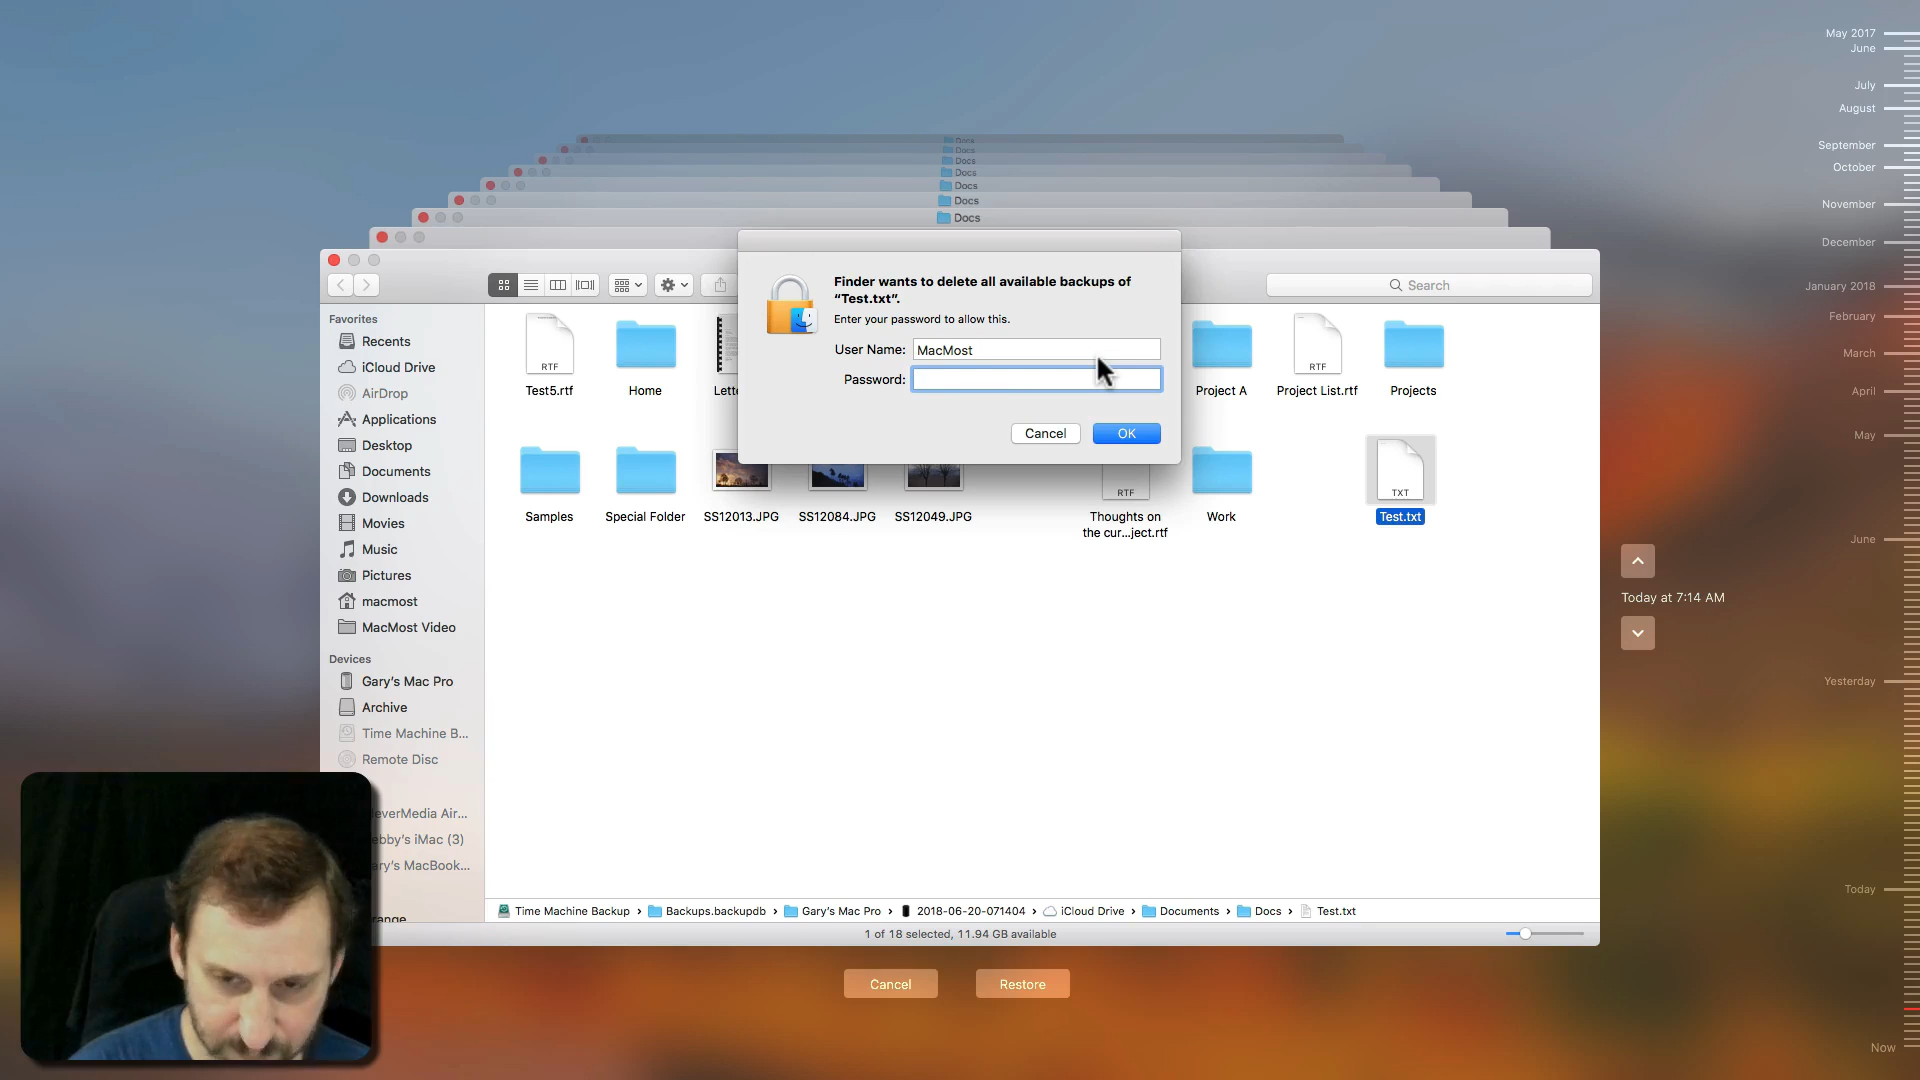 May 2017
June
July
August
September
October
November
December
January 2018
February
March
April
May
June
Yesterday
Today
Now
Docs
Docs
Docs
Docs
Docs
Docs
Docs
Search
Finder wants to delete all available backups of
“Test.txt”.
Enter your password to allow this.
User Name: MacMost
Password:
Cancel OK
Favorites
Recents
iCloud Drive
AirDrop
Applications
Desktop
Documents
Downloads
Movies
Music
Pictures
macmost
MacMost Video
Devices
Gary's Mac Pro
Archive
Time Machine B...
Remote Disc
everMedia Air...
ebby's iMac (3)
ary's MacBook...
range
RTF
Test5.rtf
Home
Lette
Project A
RTF
Project List.rtf
Projects
Samples
Special Folder
SS12013.JPG
SS12084.JPG
SS12049.JPG
RTF
Thoughts on
the cur...ject.rtf
Work
TXT
Test.txt
Today at 7:14 AM
Time Machine Backup › Backups.backupdb › Gary's Mac Pro › 2018-06-20-071404 › iCloud Drive › Documents › Docs › Test.txt
1 of 18 selected, 11.94 GB available
Cancel Restore